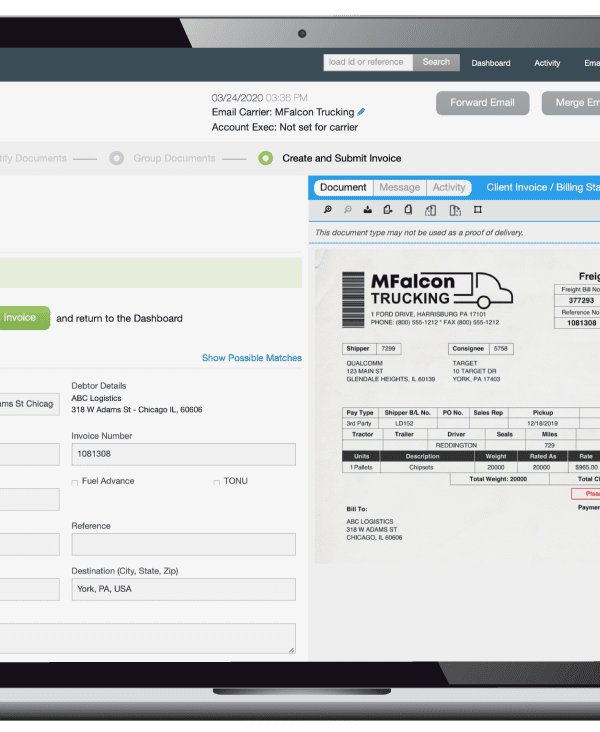 load id or reference
Search
Dashboard
Activity
Ema
03/24/2020 03:36 PM
Email Carrier: MFalcon Trucking
Account Exec: Not set for carrier
Forward Email
Merge Em
tify Documents
Group Documents
Create and Submit Invoice
Invoice
and return to the Dashboard
Show Possible Matches
Debtor Details
ABC Logistics
318 W Adams St - Chicago IL, 60606
ams St Chicag
Invoice Number
1081308
Fuel Advance
TONU
Reference
Destination (City, State, Zip)
York, PA, USA
Document
Message
Activity
Client Invoice / Billing Sta
This document type may not be used as a proof of delivery.
MFalcon
TRUCKING
1 FORD DRIVE, HARRISBURG PA 17101
PHONE: (800) 555-1212 * FAX (800) 555-1212
Freig
Freight Bill No
377293
Reference No
1081308
Shipper 7299
QUALCOMM
123 MAIN ST
GLENDALE HEIGHTS, IL 60139
Consignee 5758
TARGET
10 TARGET DR
YORK, PA 17403
Pay Type Shipper B/L No. PO No. Sales Rep Pickup
3rd Party LD152 12/18/2019
Tractor Trailer Driver Seals Miles
REDDINGTON 729
Units Description Weight Rated As Rate
1 Pallets Chipsets 20000 20000 $965.00
Total Weight: 20000 Total Cl
Pleas
Bill To:
Paymen
ABC LOGISTICS
318 W ADAMS ST
CHICAGO, IL 60606